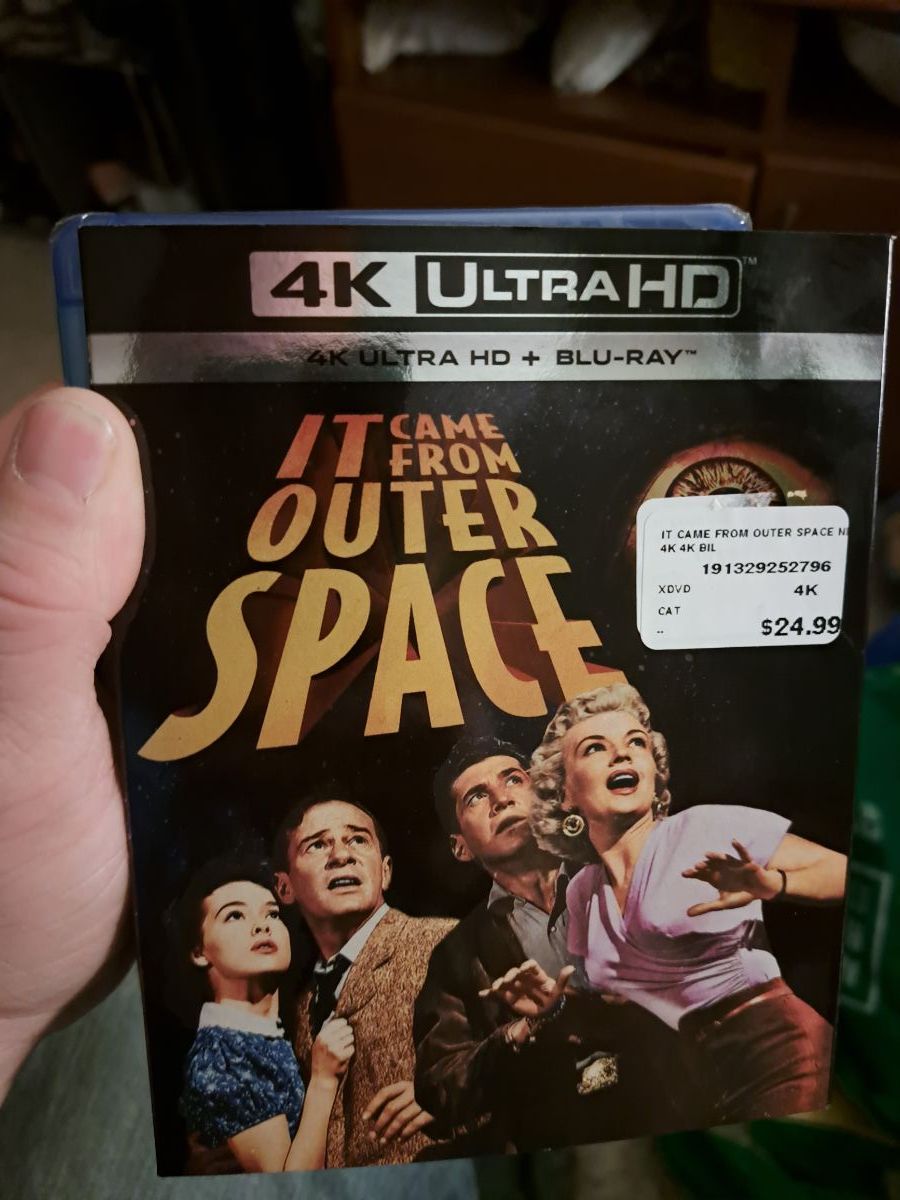 4K ULTRA HD™
4K ULTRA HD + BLU-RAY™
IT CAME
FROM
OUTER
SPACE
IT CAME FROM OUTER SPACE
4K 4K BIL
191329252796
XDVD 4K
CAT
-- $24.99